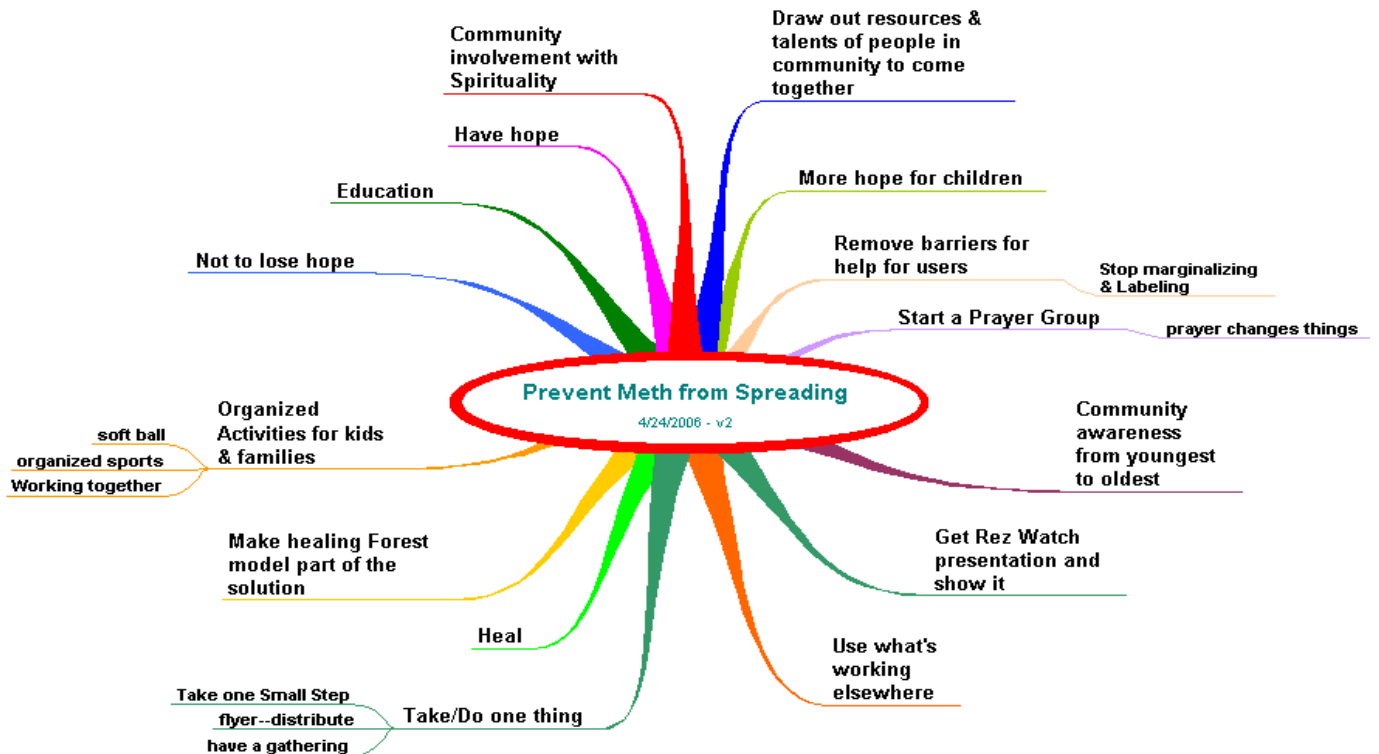 Prevent Meth from Spreading
4/24/2006 - v2
Draw out resources &
talents of people in
community to come
together
More hope for children
Remove barriers for
help for users
Stop marginalizing
& Labeling
Start a Prayer Group
prayer changes things
Community
awareness
from youngest
to oldest
Get Rez Watch
presentation and
show it
Use what's
working
elsewhere
Take/Do one thing
Take one Small Step
flyer--distribute
have a gathering
Heal
Make healing Forest
model part of the
solution
Organized
Activities for kids
& families
soft ball
organized sports
Working together
Not to lose hope
Education
Have hope
Community
involvement with
Spirituality